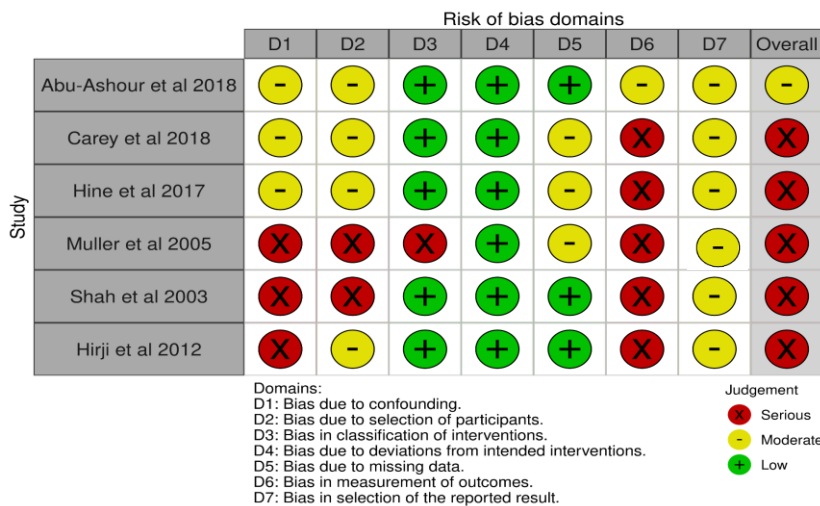 Risk of bias domains
D1 D2 D3 D4 D5 D6 D7 Overall
Study
Abu-Ashour et al 2018 - - + + + - - -
Carey et al 2018 - - + + - X - X
Hine et al 2017 - - + + - X - X
Muller et al 2005 X X X + - X - X
Shah et al 2003 X X + + + X - X
Hirji et al 2012 X - + + + X - X
Domains:
D1: Bias due to confounding.
D2: Bias due to selection of participants.
D3: Bias in classification of interventions.
D4: Bias due to deviations from intended interventions.
D5: Bias due to missing data.
D6: Bias in measurement of outcomes.
D7: Bias in selection of the reported result.
Judgement
X Serious
- Moderate
+ Low